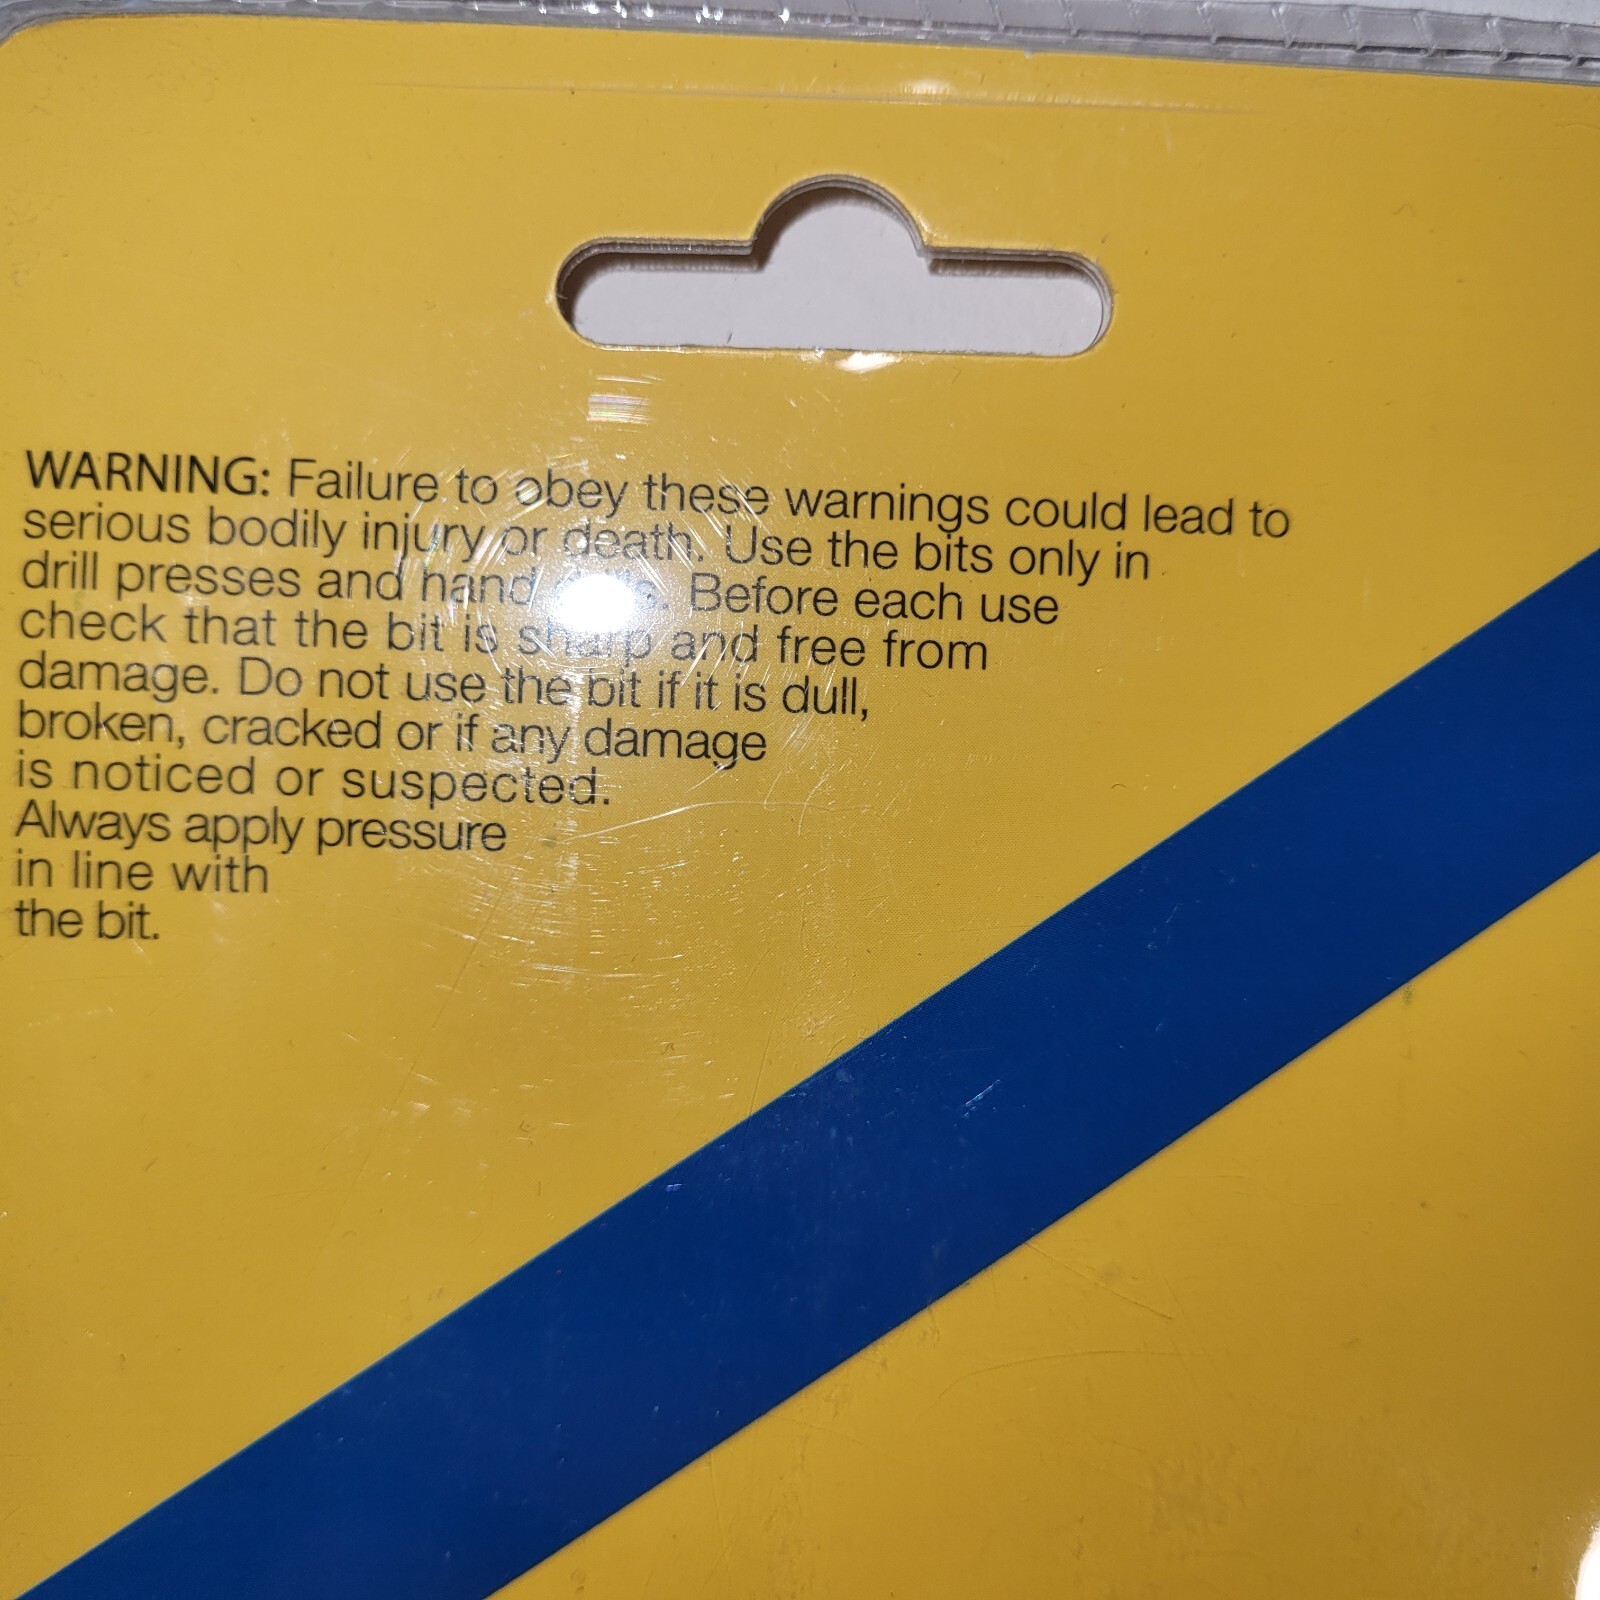 WARNING: Failure to obey these warnings could lead to
serious bodily injury or death. Use the bits only in
drill presses and hand Before each use
check that the bit is sharp and free from
damage. Do not use the bit if it is dull,
broken, cracked or if any damage
is noticed or suspected.
Always apply pressure
in line with
the bit.